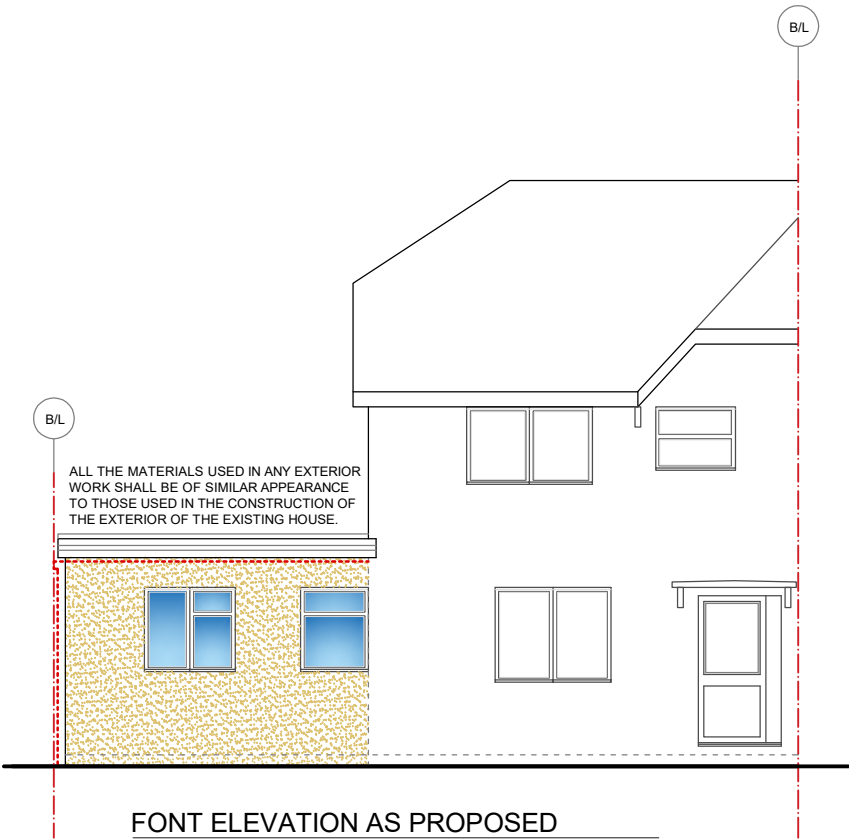 B/L
B/L
ALL THE MATERIALS USED IN ANY EXTERIOR
WORK SHALL BE OF SIMILAR APPEARANCE
TO THOSE USED IN THE CONSTRUCTION OF
THE EXTERIOR OF THE EXISTING HOUSE.
FONT ELEVATION AS PROPOSED